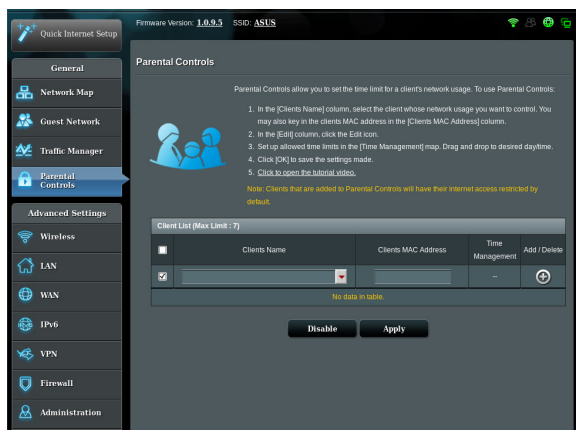 Firmware Version: 1.0.9.5 SSID: ASUS
Quick Internet Setup
General
Network Map
Guest Network
Traffic Manager
Parental
Controls
Advanced Settings
Wireless
LAN
WAN
IPv6
VPN
Firewall
Administration
Parental Controls
Parental Controls allow you to set the time limit for a client's network usage. To use Parental Controls:
1. In the [Clients Name] column, select the client whose network usage you want to control. You
may also key in the clients MAC address in the [Clients MAC Address] column.
2. In the [Edit] column, click the Edit icon.
3. Set up allowed time limits in the [Time Management] map. Drag and drop to desired day/time.
4. Click [OK] to save the settings made.
5. Click to open the tutorial video.
Note: Clients that are added to Parental Controls will have their Internet access restricted by
default.
Client List (Max Limit : 7)
Clients Name Clients MAC Address Time
Management Add / Delete
--
No data in table.
Disable Apply